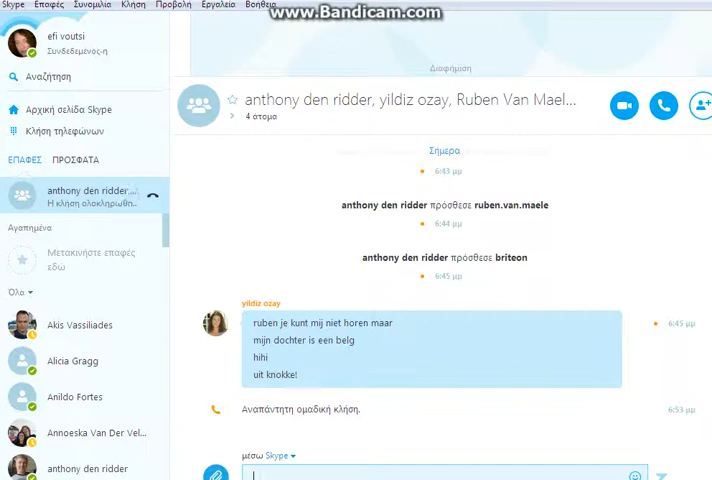 Skype Επαφές Συνομιλία Κλήση Προβολή Εργαλεία Βοήθεια
www.Bandicam.com
efi voutsi
Συνδεδεμένος-η
Αναζήτηση
Αρχική σελίδα Skype
Κλήση τηλεφώνων
ΕΠΑΦΕΣ ΠΡΟΣΦΑΤΑ
anthony den ridder,...
Η κλήση ολοκληρωθη..
Αγαπημένα
Μετακινήστε επαφές
εδώ
Όλα
Akis Vassiliades
Alicia Gragg
Anildo Fortes
Annoeska Van Der Vel...
anthony den ridder
Διαφήμιση
anthony den ridder, yildiz ozay, Ruben Van Mael...
4 άτομα
Σήμερα
6:43 μμ
anthony den ridder πρόσθεσε ruben.van.maele
6:44 μμ
anthony den ridder πρόσθεσε briteon
6:45 μμ
yildiz ozay
ruben je kunt mij niet horen maar
6:45 μμ
mijn dochter is een belg
hihi
uit knokke!
Αναπάντητη ομαδική κλήση.
6:53 μμ
μέσω Skype